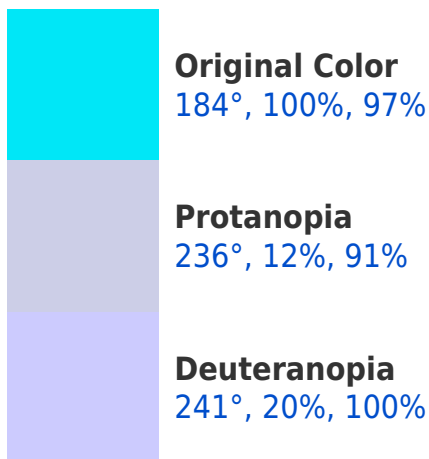 Original Color
184°, 100%, 97%
Protanopia
236°, 12%, 91%
Deuteranopia
241°, 20%, 100%